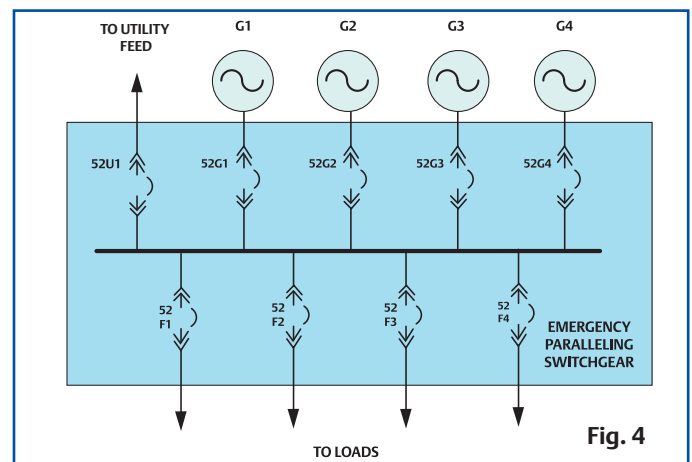 TO UTILITY
FEED
G1
G2
G3
G4
52U1
52G1
52G2
52G3
52G4
52
F1
52
F2
52
F3
52
F4
EMERGENCY
PARALLELING
SWITCHGEAR
TO LOADS
Fig. 4